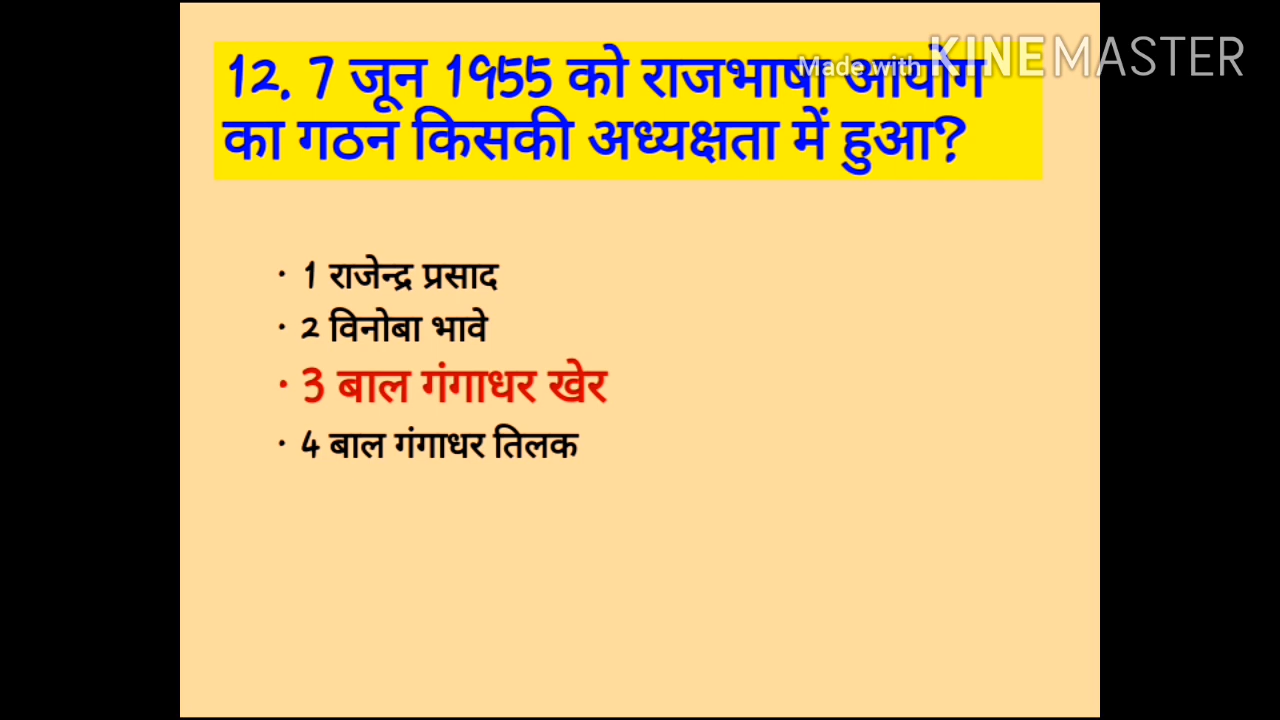 Made with KINEMASTER
12. 7 जून 1955 को राजभाषा आयोग
का गठन किसकी अध्यक्षता में हुआ?
• 1 राजेन्द्र प्रसाद
• 2 विनोबा भावे
• 3 बाल गंगाधर खेर
• 4 बाल गंगाधर तिलक